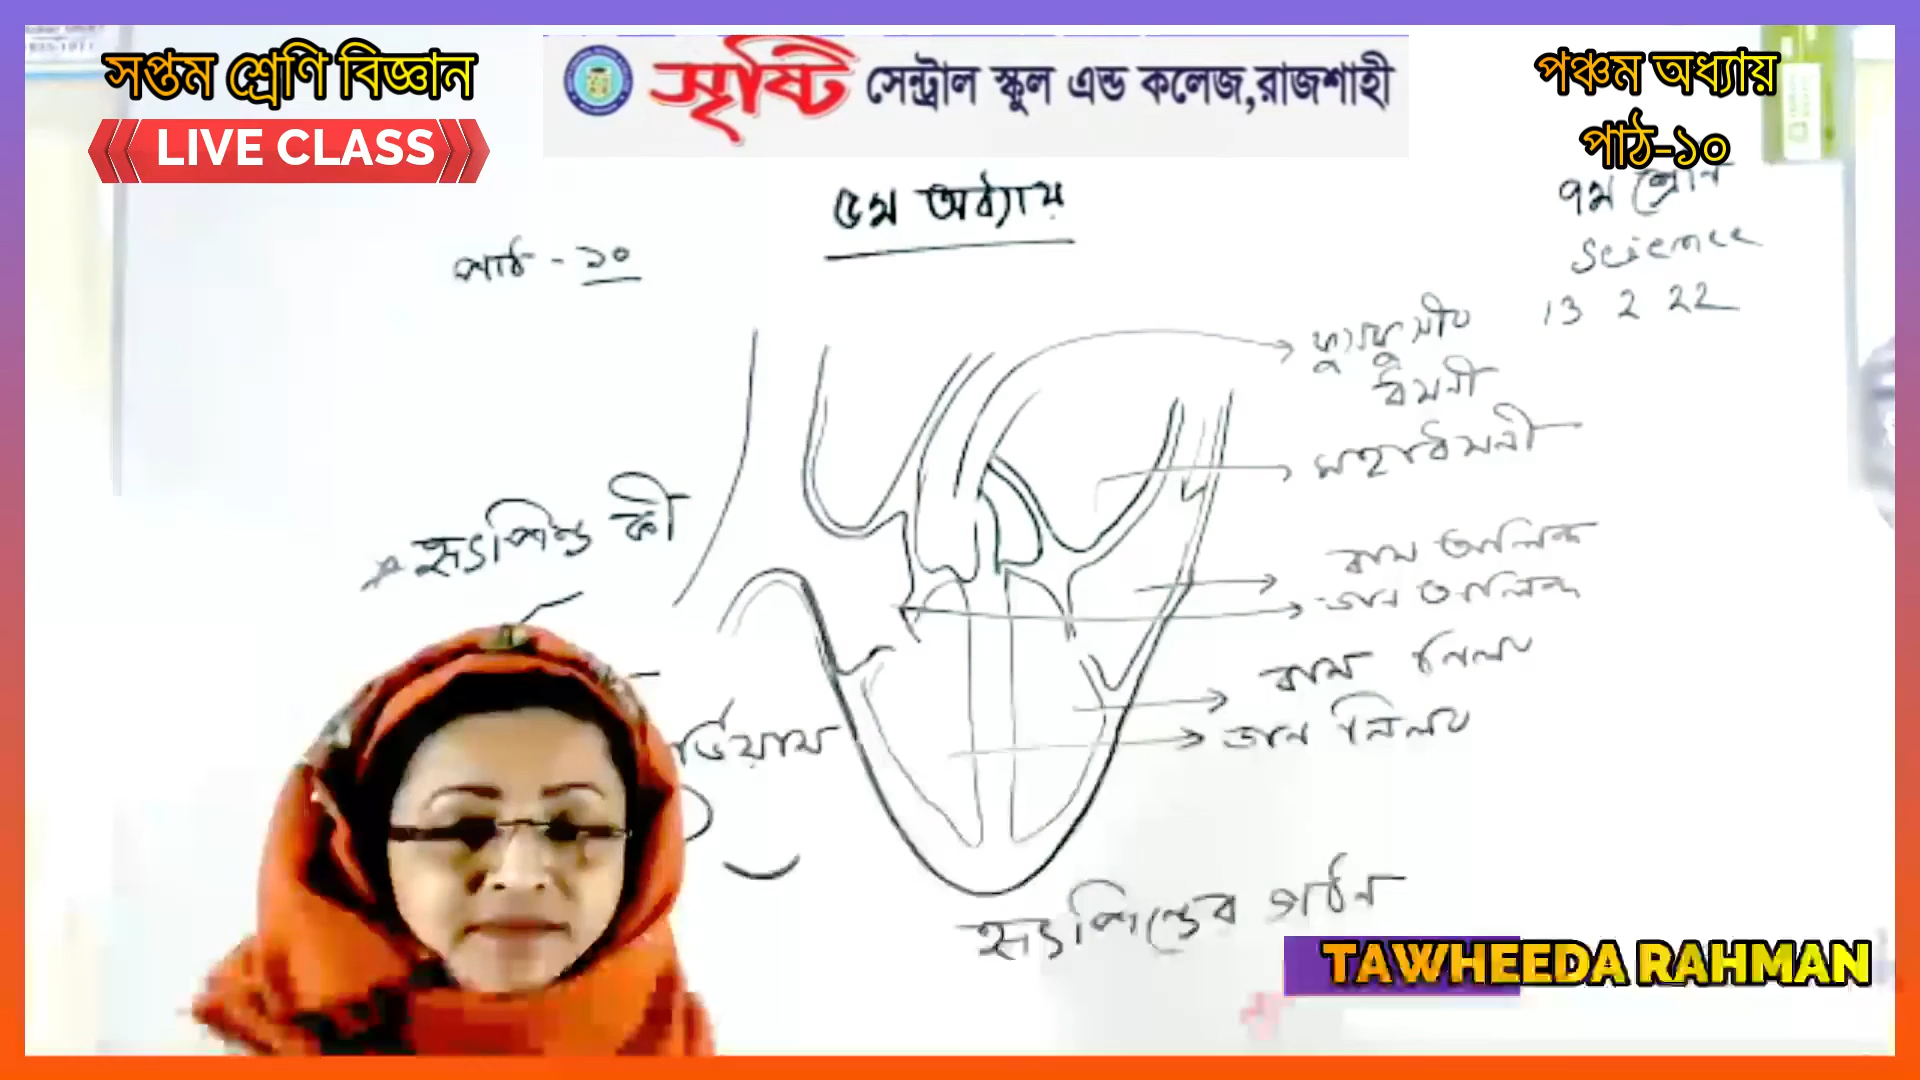 সপ্তম শ্রেণি বিজ্ঞান
LIVE CLASS
সৃষ্টি সেন্ট্রাল স্কুল এন্ড কলেজ,রাজশাহী
পঞ্চম অধ্যায়
পাঠ-১০
৫ম অধ্যায়
৭ম শ্রেণি
Science
13 2 22
পাঠ - ১০
ফুসফুসীয়
ধমনী
মহাধমনী
হৃৎপিন্ড কী
বাম অলিন্দ
ডান অলিন্দ
বাম নিলয়
ডান নিলয়
র্ডিয়াম
হৃৎপিন্ডের গঠন
TAWHEEDA RAHMAN